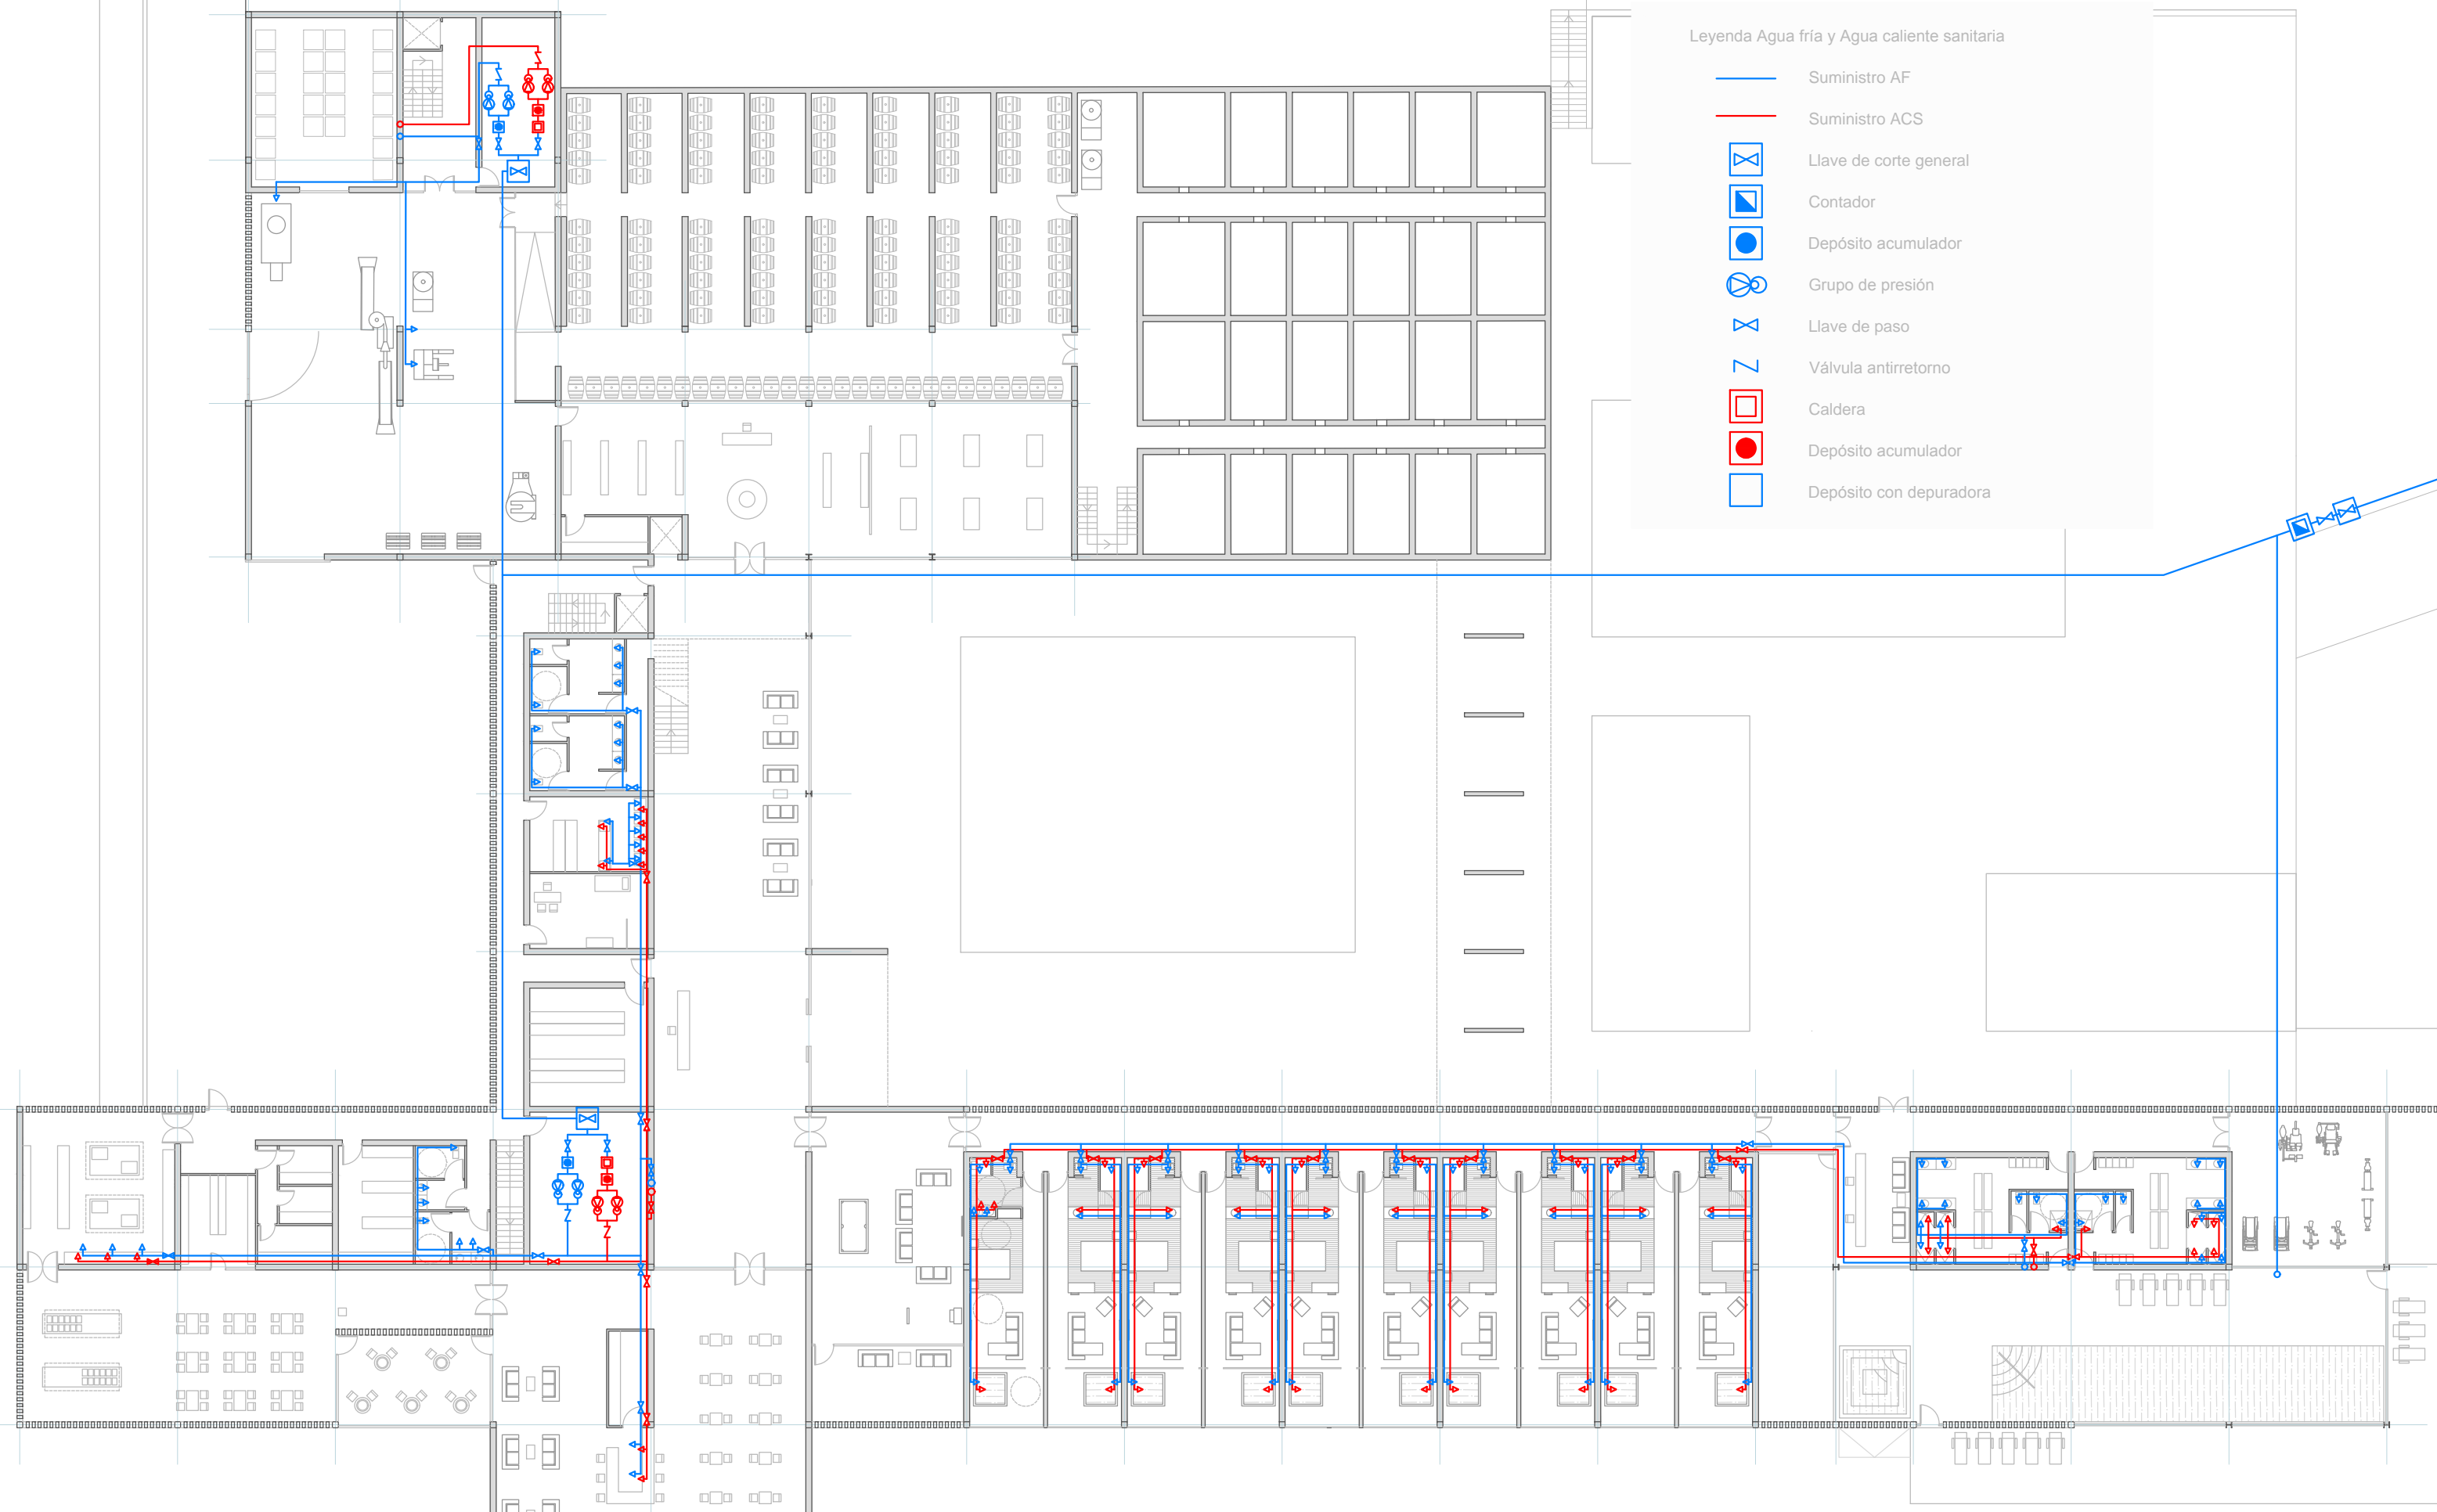 Leyenda Agua fría y Agua caliente sanitaria
Suministro AF
Suministro ACS
Llave de corte general
Contador
Depósito acumulador
Grupo de presión
Llave de paso
Válvula antirretorno
Caldera
Depósito acumulador
Depósito con depuradora